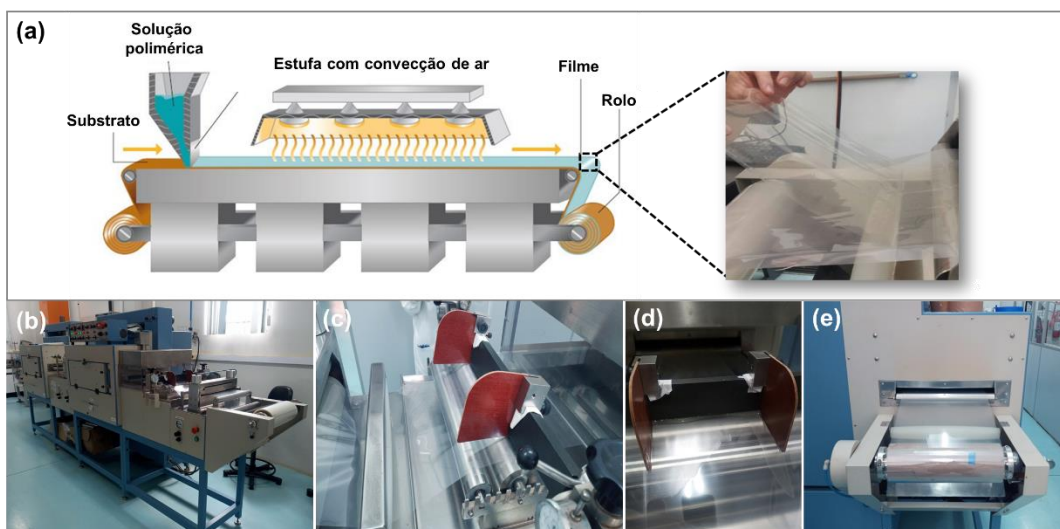 (a)
Solução
polimérica
Estufa com convecção de ar
Filme
Rolo
Substrato
(b)
(c)
(d)
(e)